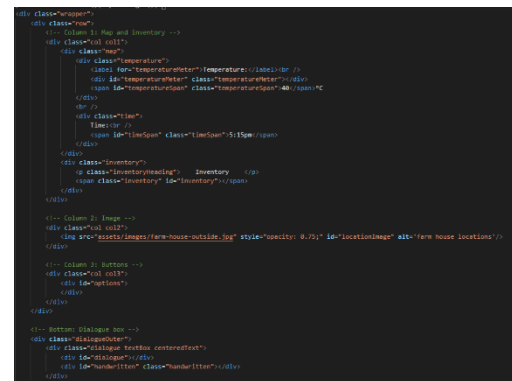 <div class="wrapper">
<div class="row">
<!-- Column 1: Map and inventory -->
<div class="col col1">
<div class="map">
<div class="temperature">
<label for="temperatureMeter">Temperature:</label><br />
<div id="temperatureMeter" class="temperatureMeter"></div>
<span id="temperatureSpan" class="temperatureSpan">40</span>°C
</div>
<br />
<div class="time">
Time:<br />
<span id="timeSpan" class="timeSpan">5:15pm</span>
</div>
</div>
<div class="inventory">
<p class="inventoryHeading"> Inventory </p>
<span class="inventory" id="inventory"></span>
</div>
</div>
<!-- Column 2: Image -->
<div class="col col2">
<img src="assets/images/farm-house-outside.jpg" style="opacity: 0.75;" id="locationImage" alt="farm house locations"/>
</div>
<!-- Column 3: Buttons -->
<div class="col col3">
<div id="options">
</div>
</div>
<!-- Bottom: Dialogue box -->
<div class="dialogueOuter">
<div class="dialogue textBox centeredText">
<div id="dialogue"></div>
<div id="handwritten" class="handwritten"></div>
</div>